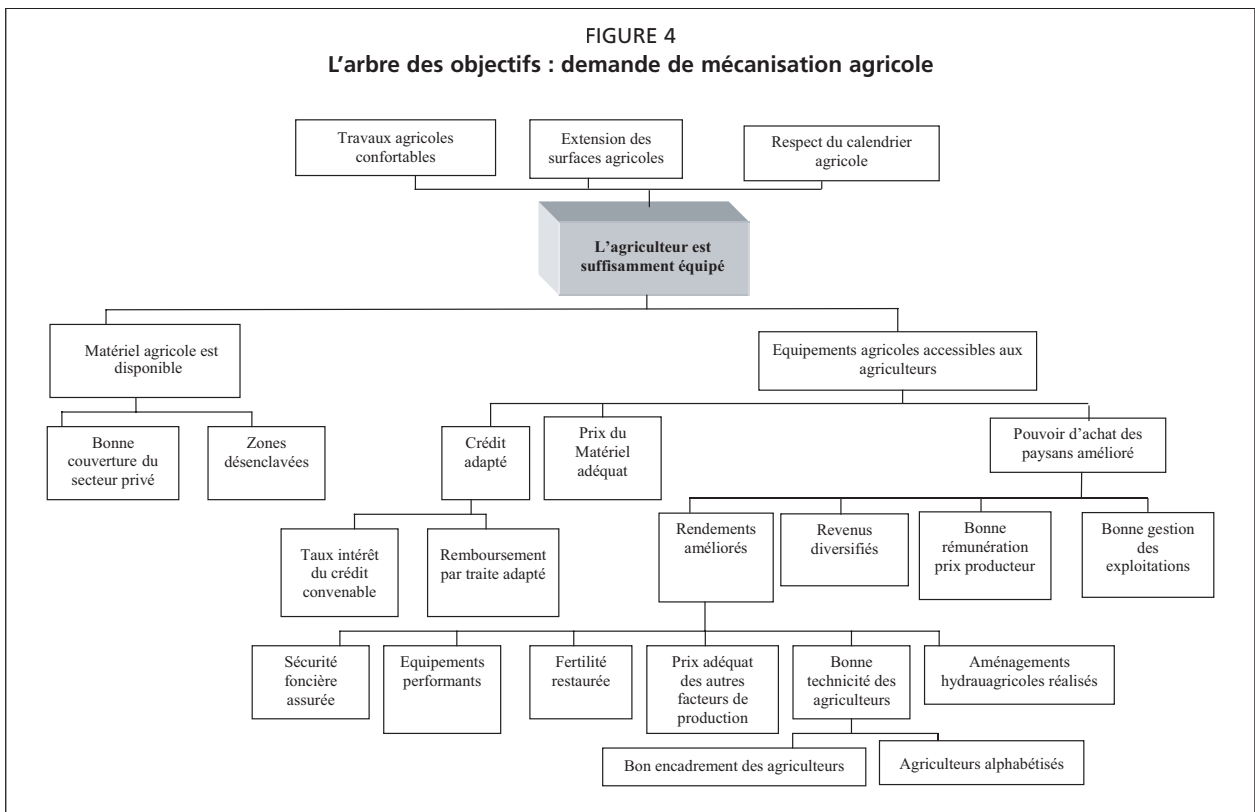 FIGURE 4
L'arbre des objectifs : demande de mécanisation agricole
Travaux agricoles
confortables
Extension des
surfaces agricoles
Respect du calendrier
agricole
L'agriculteur est
suffisamment équipé
Matériel agricole est
disponible
Equipements agricoles accessibles aux
agriculteurs
Bonne
couverture du
secteur privé
Zones
désenclavées
Crédit
adapté
Prix du
Matériel
adéquat
Pouvoir d'achat des
paysans amélioré
Taux intérêt
du crédit
convenable
Remboursement
par traite adapté
Rendements
améliorés
Revenus
diversifiés
Bonne
rémunération
prix producteur
Bonne gestion
des
exploitations
Sécurité
foncière
assurée
Equipements
performants
Fertilité
restaurée
Prix adéquat
des autres
facteurs de
production
Bonne
technicité des
agriculteurs
Aménagements
hydrauagricoles réalisés
Bon encadrement des agriculteurs
Agriculteurs alphabétisés